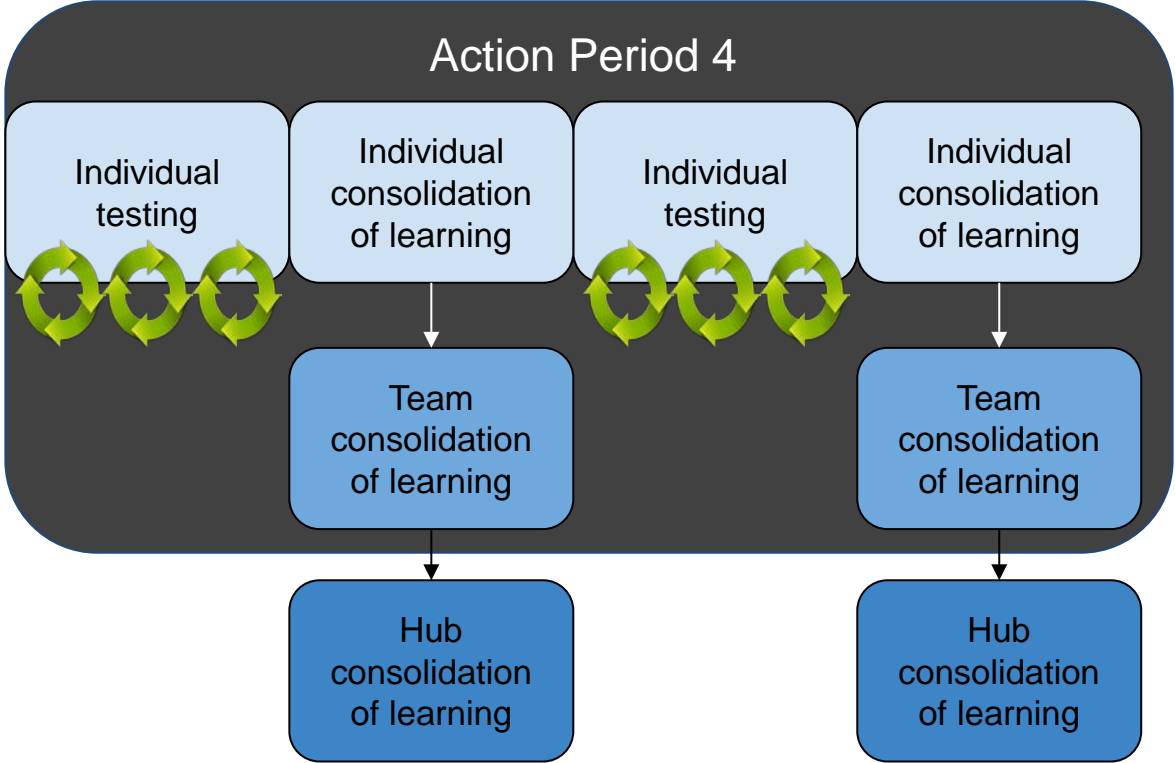 Action Period 4
Individual
testing
Individual
consolidation
of learning
Individual
testing
Individual
consolidation
of learning
Team
consolidation
of learning
Team
consolidation
of learning
Hub
consolidation
of learning
Hub
consolidation
of learning